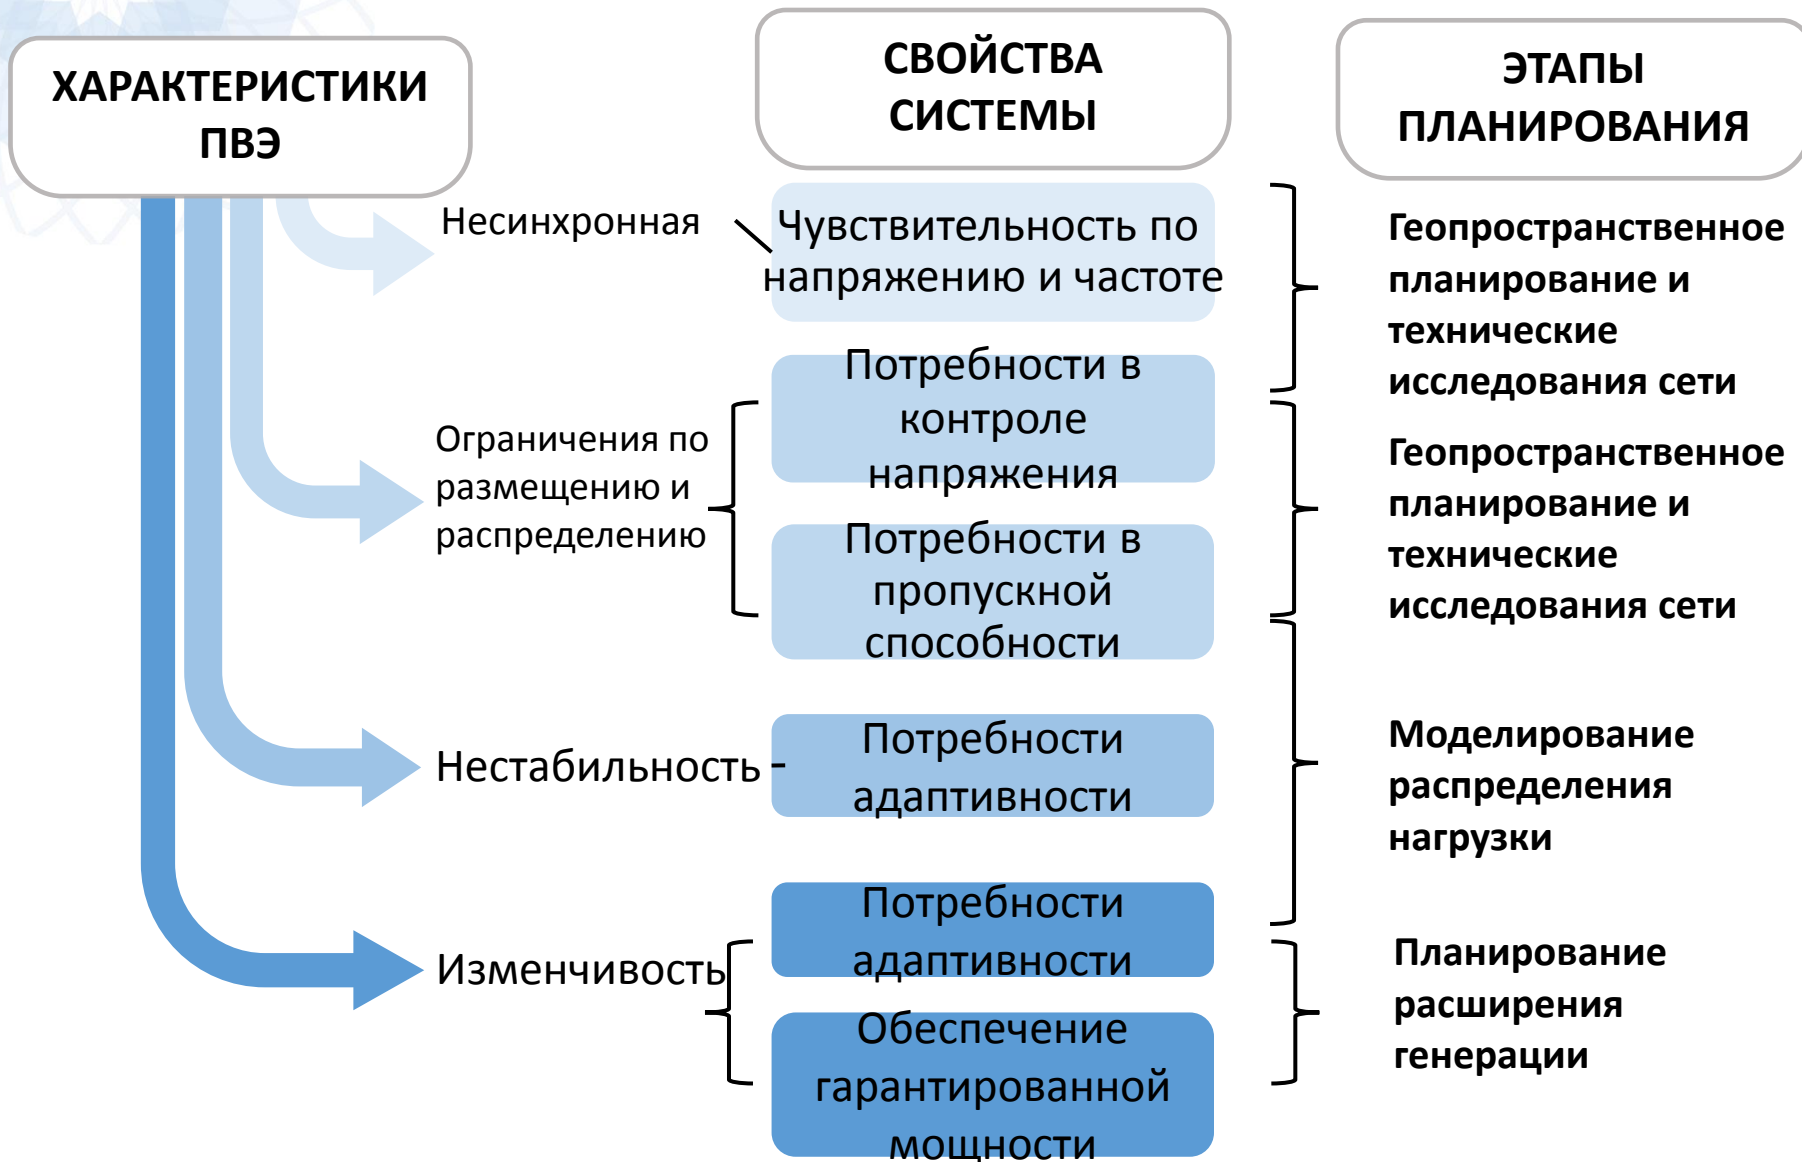 ХАРАКТЕРИСТИКИ
ПВЭ
СВОЙСТВА
СИСТЕМЫ
ЭТАПЫ
ПЛАНИРОВАНИЯ
Несинхронная
Чувствительность по
напряжению и частоте
Геопространственное
планирование и
технические
исследования сети
Ограничения по
размещению и
распределению
Потребности в
контроле
напряжения
Потребности в
пропускной
способности
Геопространственное
планирование и
технические
исследования сети
Нестабильность
Потребности
адаптивности
Моделирование
распределения
нагрузки
Изменчивость
Потребности
адаптивности
Обеспечение
гарантированной
мощности
Планирование
расширения
генерации